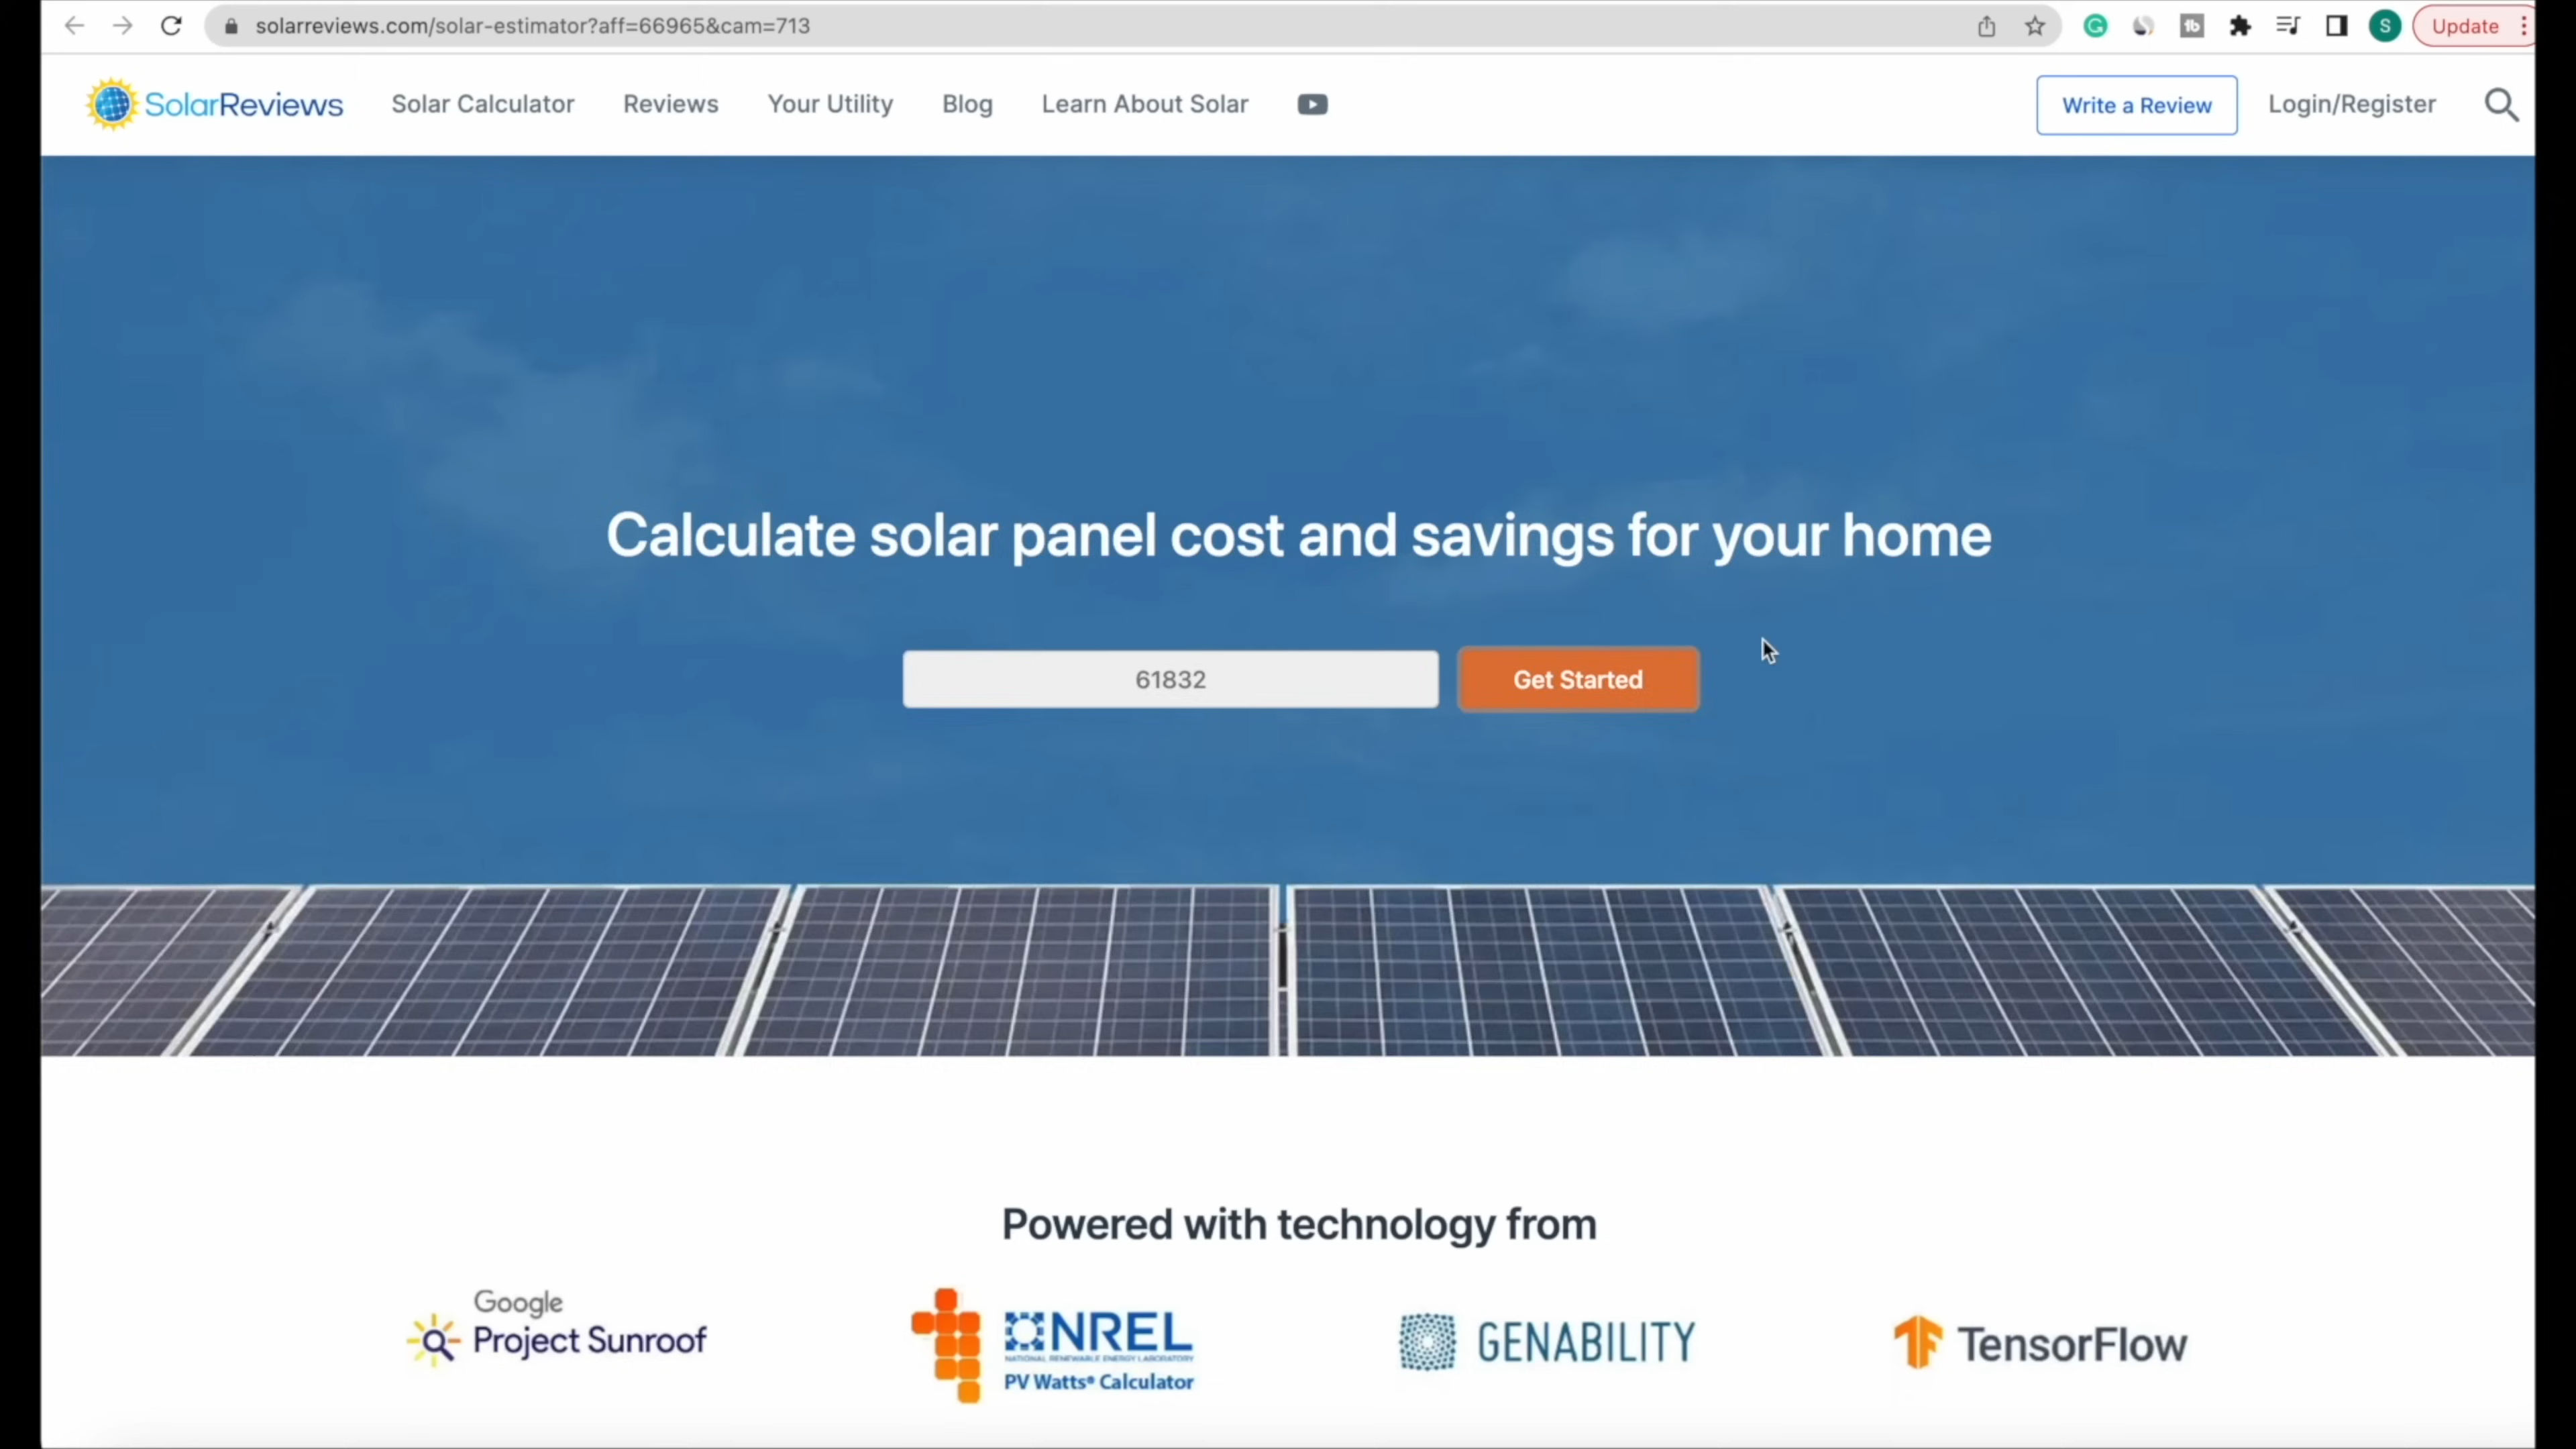 solarreviews.com/solar-estimator?aff=66965&cam=713
S
Update
SolarReviews
Solar Calculator
Reviews
Your Utility
Blog
Learn About Solar
Write a Review
Login/Register
Calculate solar panel cost and savings for your home
61832
Get Started
Powered with technology from
Google
Project Sunroof
NREL
NATIONAL RENEWABLE ENERGY LABORATORY
PV Watts® Calculator
GENABILITY
TensorFlow